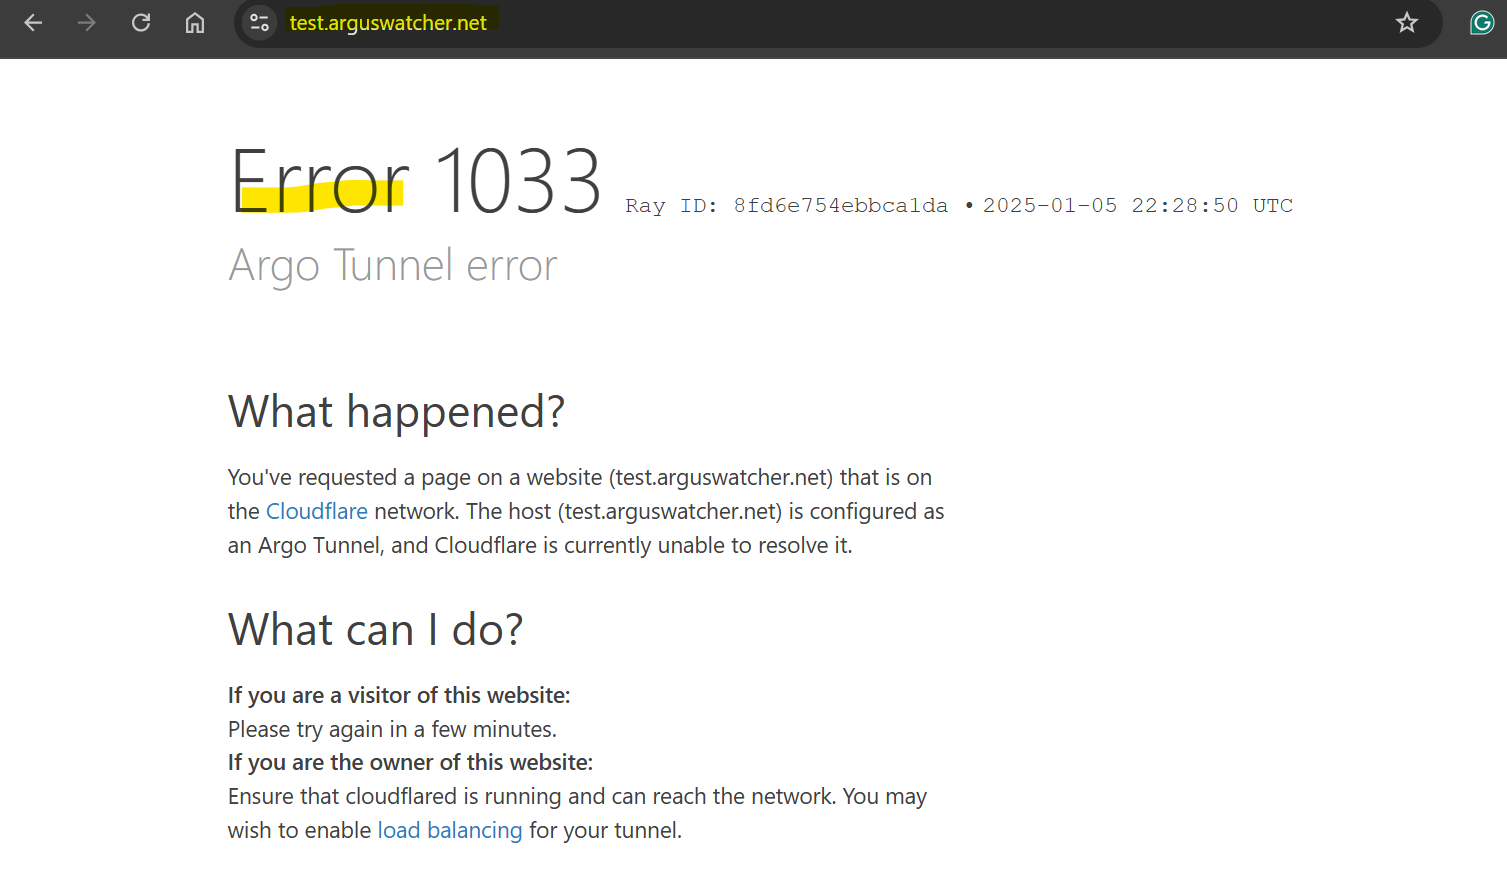 test.arguswatcher.net
Error 1033 Ray ID: 8fd6e754ebbca1da • 2025-01-05 22:28:50 UTC
Argo Tunnel error
What happened?
You've requested a page on a website (test.arguswatcher.net) that is on
the Cloudflare network. The host (test.arguswatcher.net) is configured as
an Argo Tunnel, and Cloudflare is currently unable to resolve it.
What can I do?
If you are a visitor of this website:
Please try again in a few minutes.
If you are the owner of this website:
Ensure that cloudflared is running and can reach the network. You may
wish to enable load balancing for your tunnel.